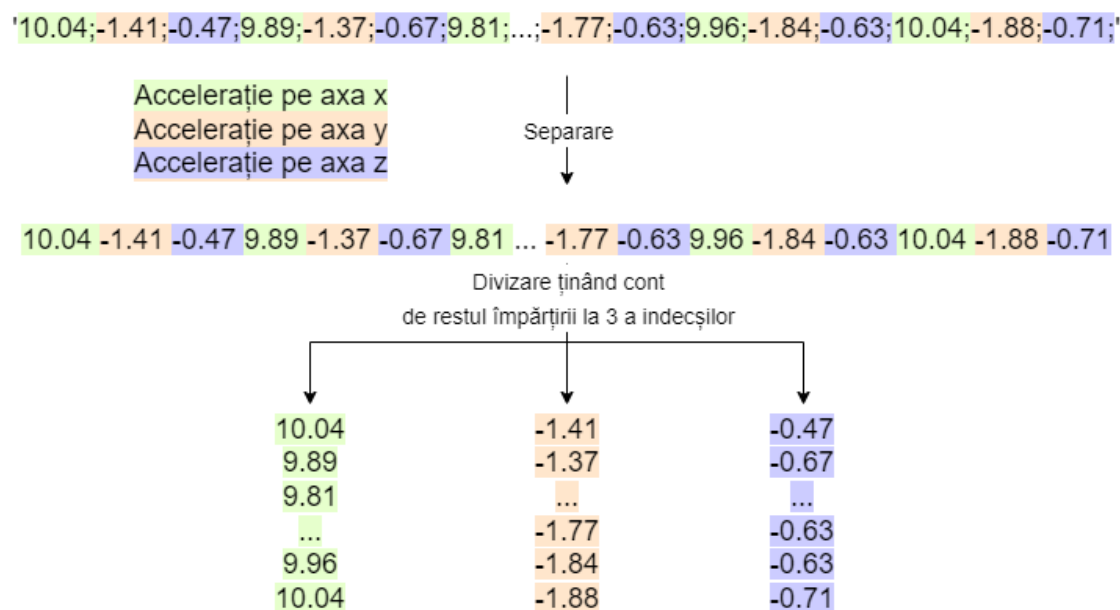 '10.04;-1.41;-0.47;9.89;-1.37;-0.67;9.81;...;-1.77;-0.63;9.96;-1.84;-0.63;10.04;-1.88;-0.71;'
Accelerație pe axa x
Accelerație pe axa y
Accelerație pe axa z
Separare
10.04 -1.41 -0.47 9.89 -1.37 -0.67 9.81 ... -1.77 -0.63 9.96 -1.84 -0.63 10.04 -1.88 -0.71
Divizare ținând cont
de restul împărțirii la 3 a indecșilor
10.04 -1.41 -0.47
9.89 -1.37 -0.67
9.81 ... ...
... -1.77 -0.63
9.96 -1.84 -0.63
10.04 -1.88 -0.71